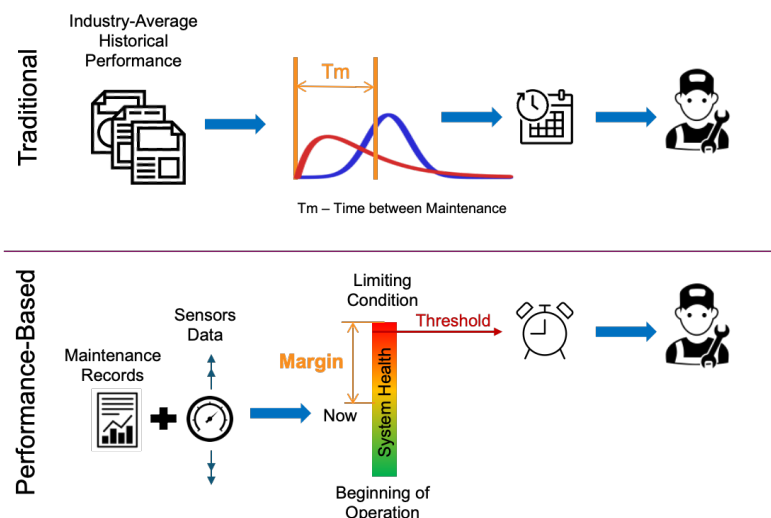 Traditional
Industry-Average
Historical
Performance
Tm
Tm – Time between Maintenance
Performance-Based
Maintenance
Records
Sensors
Data
Limiting
Condition
Threshold
Margin
Now
System Health
Beginning of
Operation